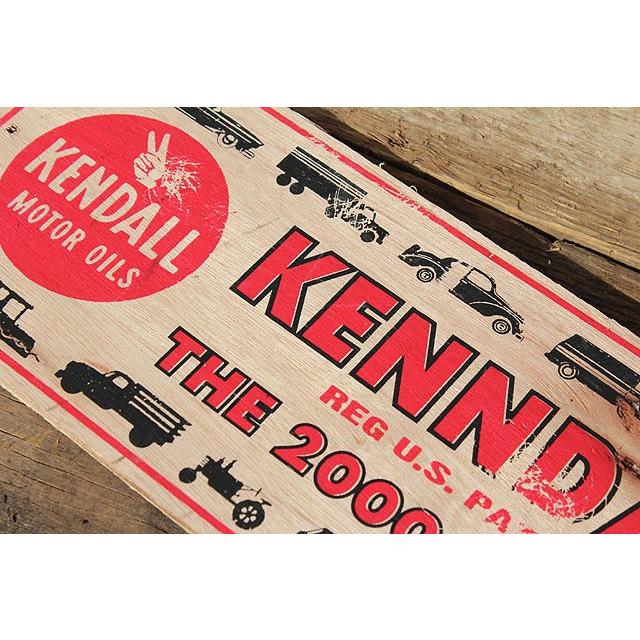 KENDALL
MOTOR OILS
KENND
REG U.S. PA
THE 2000